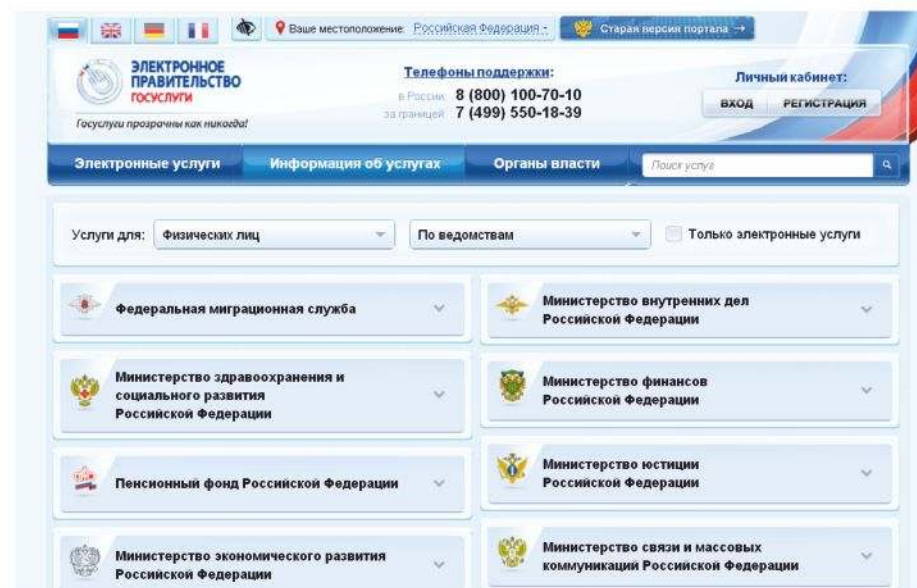 Ваше местоположение: Российская Федерация
Старая версия портала →
ЭЛЕКТРОННОЕ
ПРАВИТЕЛЬСТВО
ГОСУСЛУГИ
Госуслуги прозрачны как никогда!
Телефоны поддержки:
в России: 8 (800) 100-70-10
за границей: 7 (499) 550-18-39
Личный кабинет:
ВХОД РЕГИСТРАЦИЯ
Электронные услуги Информация об услугах Органы власти Поиск услуг
Услуги для: Физических лиц По ведомствам Только электронные услуги
Федеральная миграционная служба
Министерство внутренних дел
Российской Федерации
Министерство здравоохранения и
социального развития
Российской Федерации
Министерство финансов
Российской Федерации
Пенсионный фонд Российской Федерации
Министерство юстиции
Российской Федерации
Министерство экономического развития
Российской Федерации
Министерство связи и массовых
коммуникаций Российской Федерации